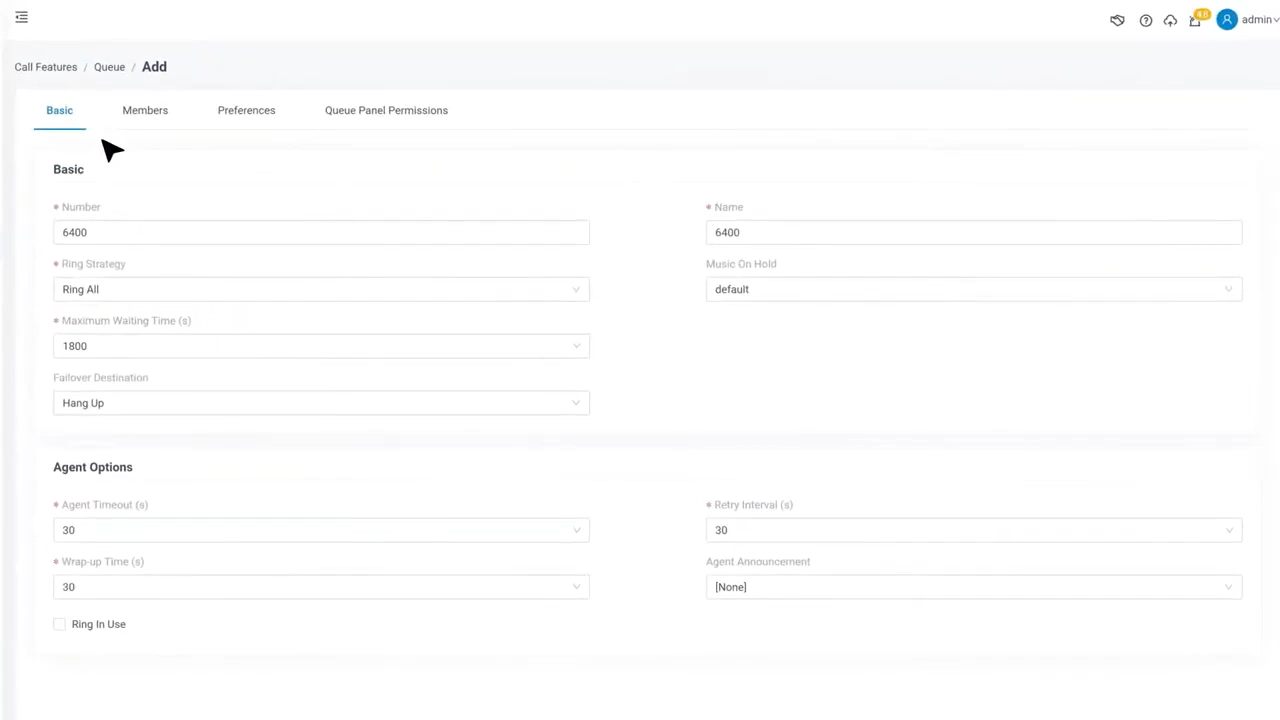 48
admin
Call Features / Queue / Add
Basic
Members
Preferences
Queue Panel Permissions
Basic
* Number
* Name
6400
6400
* Ring Strategy
Music On Hold
Ring All
default
* Maximum Waiting Time (s)
1800
Failover Destination
Hang Up
Agent Options
* Agent Timeout (s)
* Retry Interval (s)
30
30
* Wrap-up Time (s)
Agent Announcement
30
[None]
Ring In Use